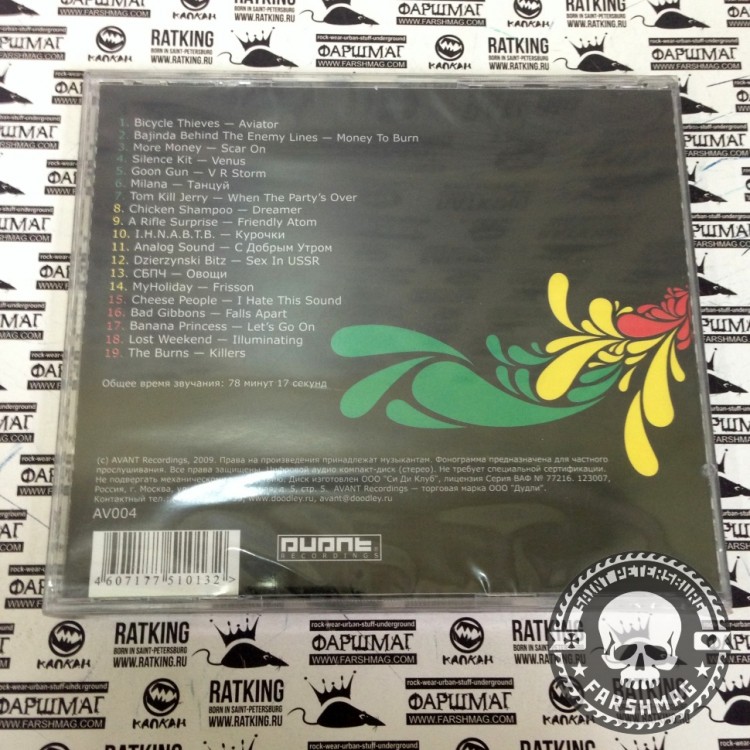 1. Bicycle Thieves — Aviator
2 Bajinda Behind The Enemy Lines — Money To Burn
3. More Money — Scar On
4. Silence Kit — Venus
5. Goon Gun — V R Storm
6. Milana — Танцуй
7. Tom Kill Jerry — When The Party's Over
8. Chicken Shampoo — Dreamer
9. A Rifle Surprise — Friendly Atom
10. I.H.N.A.B.T.B. — Курочки
11. Analog Sound — С Добрым Утром
12. Dzierzynski Bitz — Sex In USSR
13. СБПЧ — Овощи
14. MyHoliday — Frisson
15. Cheese People — I Hate This Sound
16. Bad Gibbons — Falls Apart
17. Banana Princess — Let's Go On
18. Lost Weekend — Illuminating
19. The Burns — Killers
Общее время звучания: 78 минут 17 секунд
(c) AVANT Recordings, 2009. Права на произведения принадлежат музыкантам. Фонограмма предназначена для частного
прослушивания. Все права защищены. Цифровой аудио компакт-диск (стерео). Не требует специальной сертификации.
Не подвергать механическому Диск изготовлен ООО "Си Ди Клуб", лицензия Серия ВАФ № 77216. 123007,
Россия, г. Москва, д. 5, стр. 5. AVANT Recordings — торговая марка ООО "Дудли".
Контактный тел. www.doodley.ru, avant@doodley.ru
AV004
4607177510132
AVANT
RECORDINGS
SAINT PETERSBURG
FARSHMAG
RATKING
BORN IN SAINT-PETERSBURG
RATKING.RU
rock-wear-urban-stuff-underground
ФАРШМАГ
WWW.FARSHMAG.COM
КАПКАН